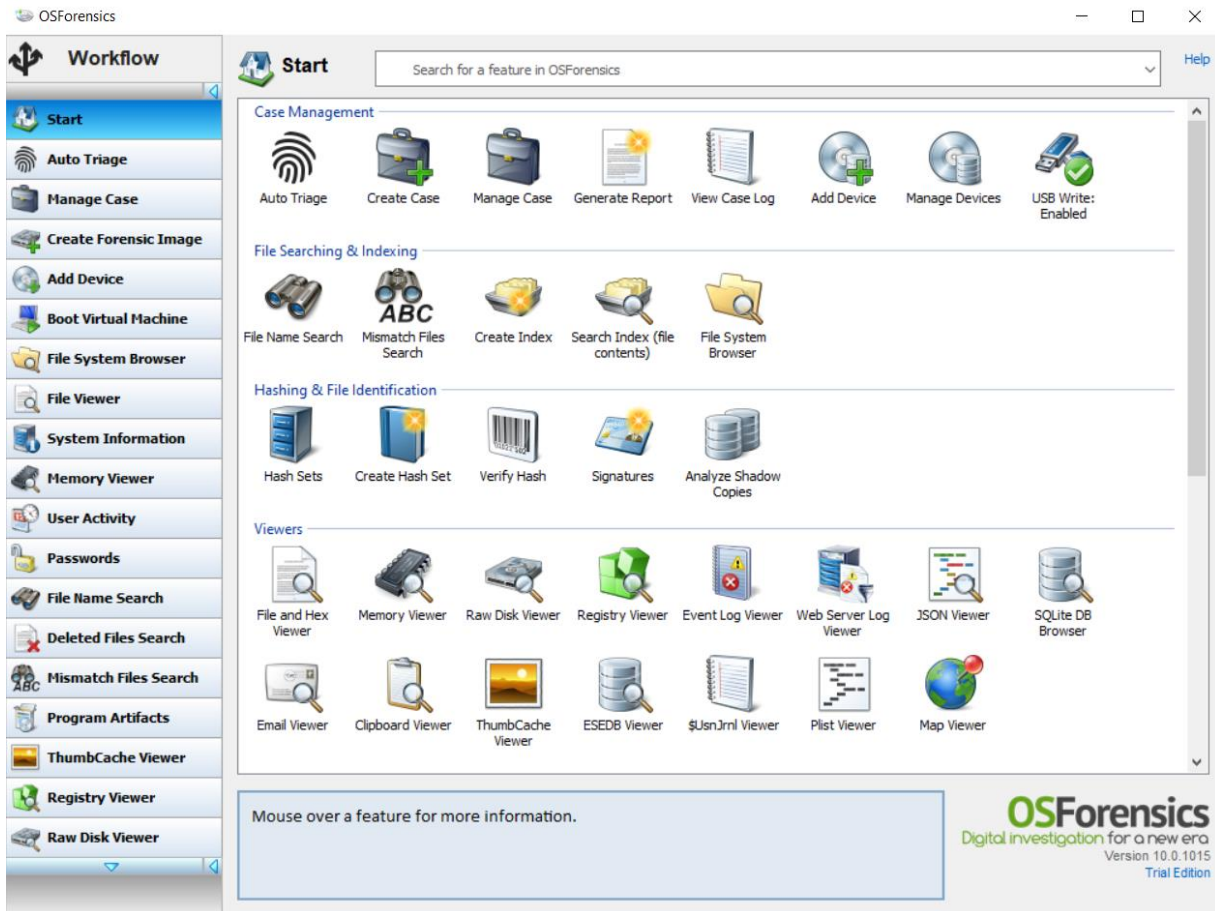 OSForensics
Workflow
Start
Auto Triage
Manage Case
Create Forensic Image
Add Device
Boot Virtual Machine
File System Browser
File Viewer
System Information
Memory Viewer
User Activity
Passwords
File Name Search
Deleted Files Search
Mismatch Files Search
Program Artifacts
ThumbCache Viewer
Registry Viewer
Raw Disk Viewer
Start
Search for a feature in OSForensics
Help
Case Management
Auto Triage
Create Case
Manage Case
Generate Report
View Case Log
Add Device
Manage Devices
USB Write:
Enabled
File Searching & Indexing
File Name Search
ABC
Mismatch Files
Search
Create Index
Search Index (file
contents)
File System
Browser
Hashing & File Identification
Hash Sets
Create Hash Set
Verify Hash
Signatures
Analyze Shadow
Copies
Viewers
File and Hex
Viewer
Memory Viewer
Raw Disk Viewer
Registry Viewer
Event Log Viewer
Web Server Log
Viewer
JSON Viewer
SQLite DB
Browser
Email Viewer
Clipboard Viewer
ThumbCache
Viewer
ESEDB Viewer
$UsnJrnl Viewer
Plist Viewer
Map Viewer
Mouse over a feature for more information.
OSForensics
Digital investigation for a new era
Version 10.0.1015
Trial Edition